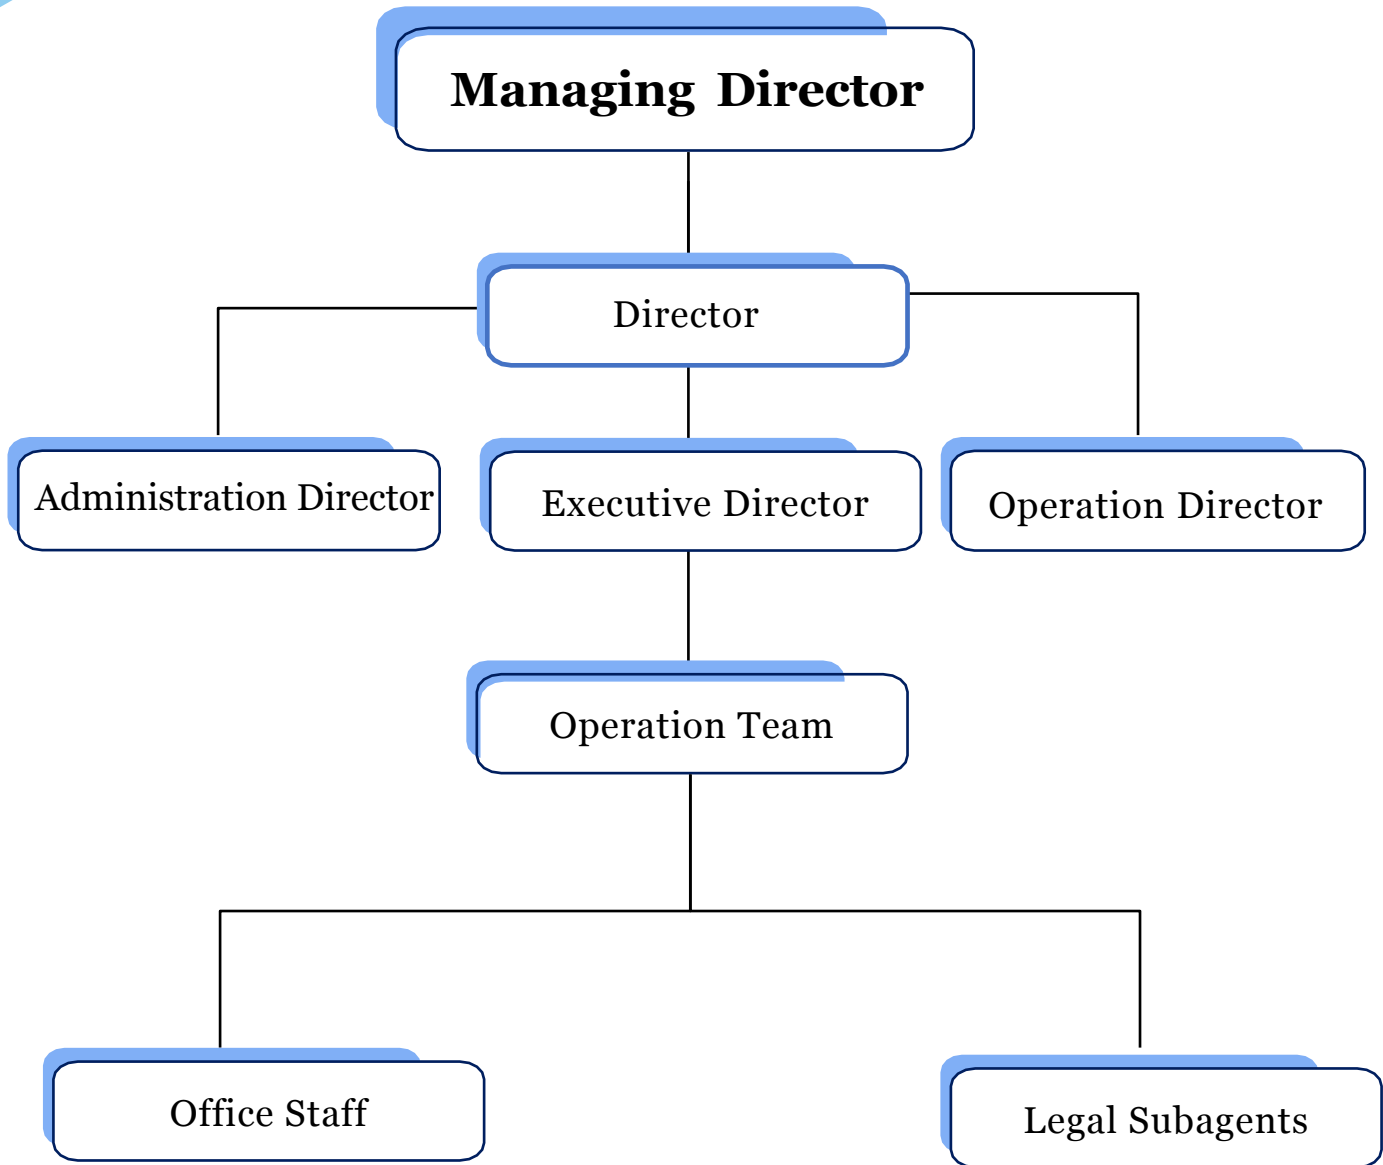 Managing Director
Director
Administration Director
Executive Director
Operation Director
Operation Team
Office Staff
Legal Subagents